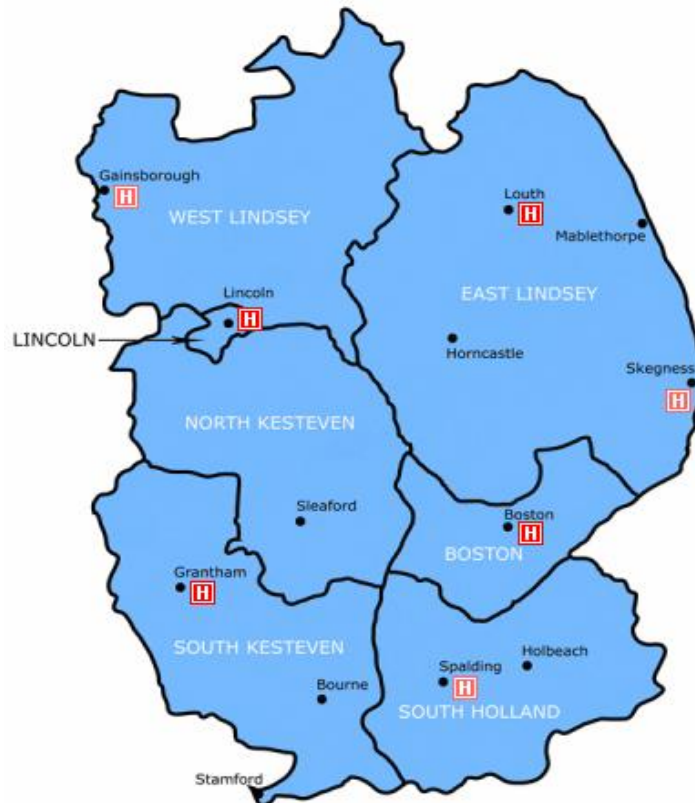 Gainsborough
H
WEST LINDSEY
Louth
H
Mablethorpe
EAST LINDSEY
Lincoln
H
LINCOLN
Horncastle
Skegness
H
NORTH KESTEVEN
Sleaford
Boston
H
BOSTON
Grantham
H
SOUTH KESTEVEN
Bourne
Spalding
H
Holbeach
SOUTH HOLLAND
Stamford